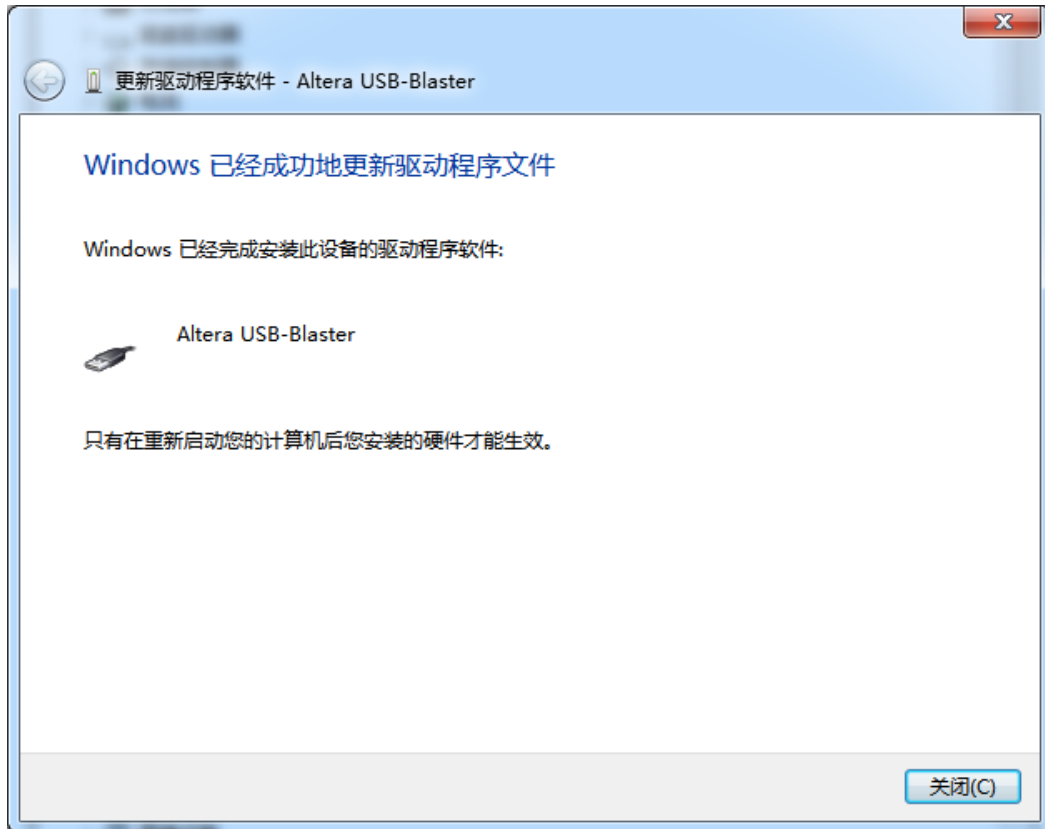 更新驱动程序软件 - Altera USB-Blaster
Windows 已经成功地更新驱动程序文件
Windows 已经完成安装此设备的驱动程序软件:
Altera USB-Blaster
只有在重新启动您的计算机后您安装的硬件才能生效。
关闭(C)